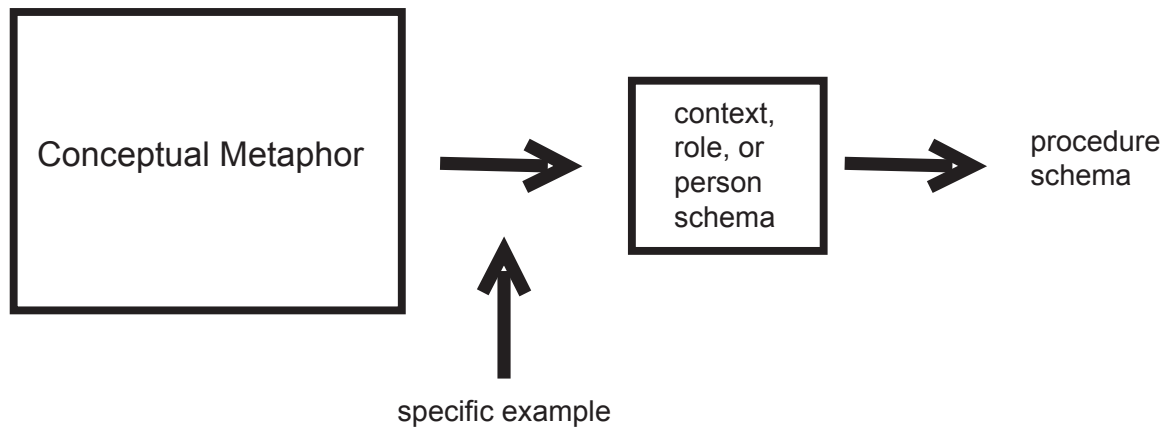 Conceptual Metaphor
context,
role, or
person
schema
procedure
schema
specific example